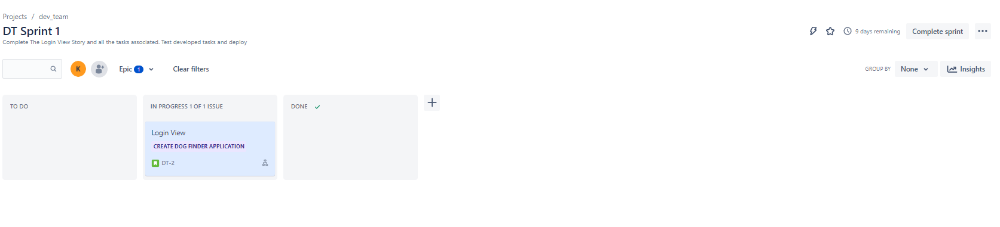 Projects / dev_team
DT Sprint 1
9 days remaining
Complete sprint
Complete The Login View Story and all the tasks associated. Test developed tasks and deploy
K
Epic 1
Clear filters
GROUP BY
None
Insights
TO DO
IN PROGRESS 1 OF 1 ISSUE
DONE
Login View
CREATE DOG FINDER APPLICATION
DT-2